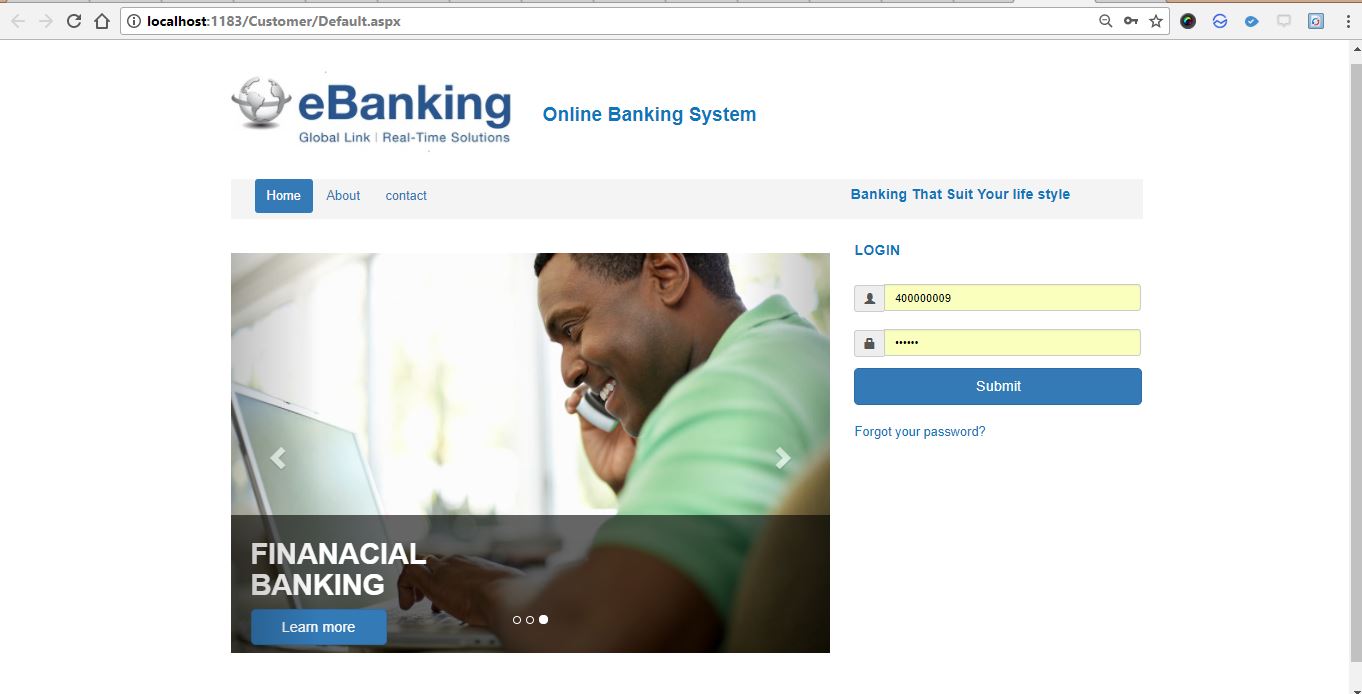 localhost:1183/Customer/Default.aspx
eBanking
Global Link | Real-Time Solutions
Online Banking System
Home About contact
Banking That Suit Your life style
LOGIN
400000009
••••••
Submit
Forgot your password?
FINANACIAL
BANKING
Learn more